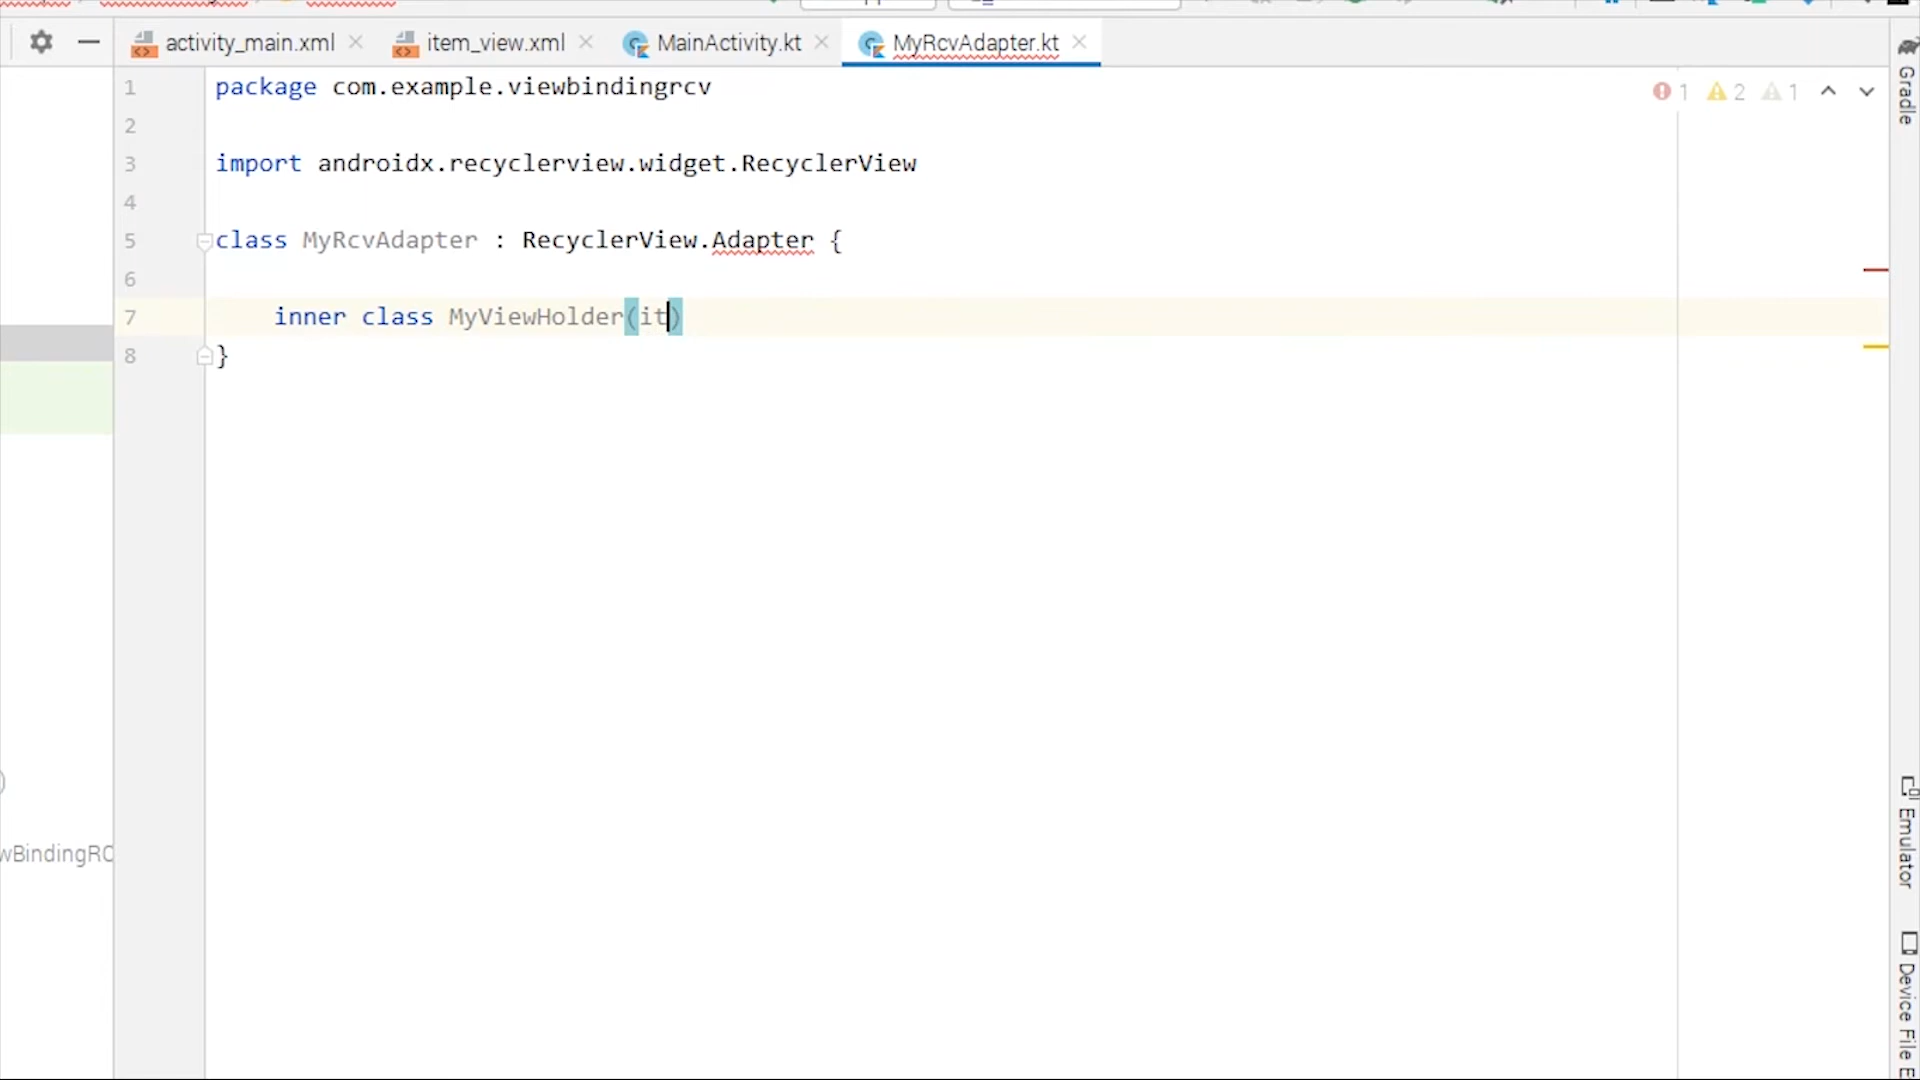 activity_main.xml item_view.xml MainActivity.kt MyRcvAdapter.kt
1 package com.example.viewbindingrcv 1 2 1
2
3 import androidx.recyclerview.widget.RecyclerView
4
5 class MyRcvAdapter : RecyclerView.Adapter {
6
7 inner class MyViewHolder(it)
8 }
)
wBindingRC
Gradle
Emulator
Device File E